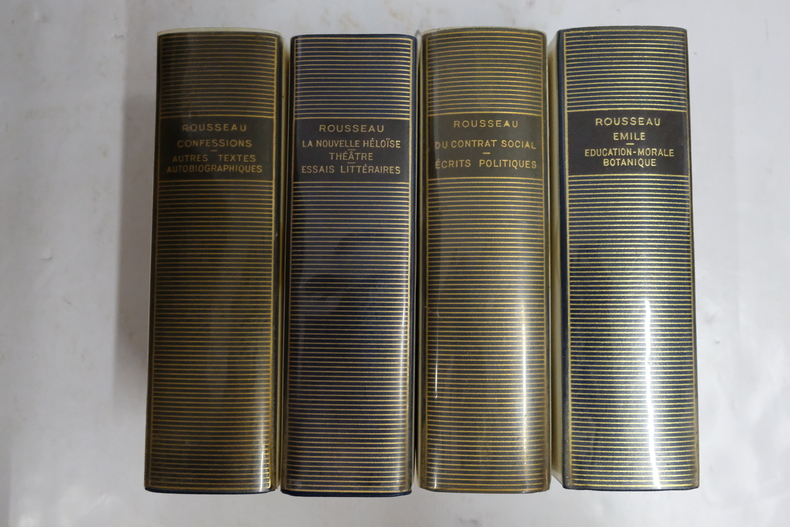 ROUSSEAU
CONFESSIONS
AUTRES TEXTES
AUTOBIOGRAPHIQUES
ROUSSEAU
LA NOUVELLE HÉLOÏSE
THÉÂTRE
ESSAIS LITTÉRAIRES
ROUSSEAU
DU CONTRAT SOCIAL
ÉCRITS POLITIQUES
ROUSSEAU
EMILE
EDUCATION-MORALE
BOTANIQUE